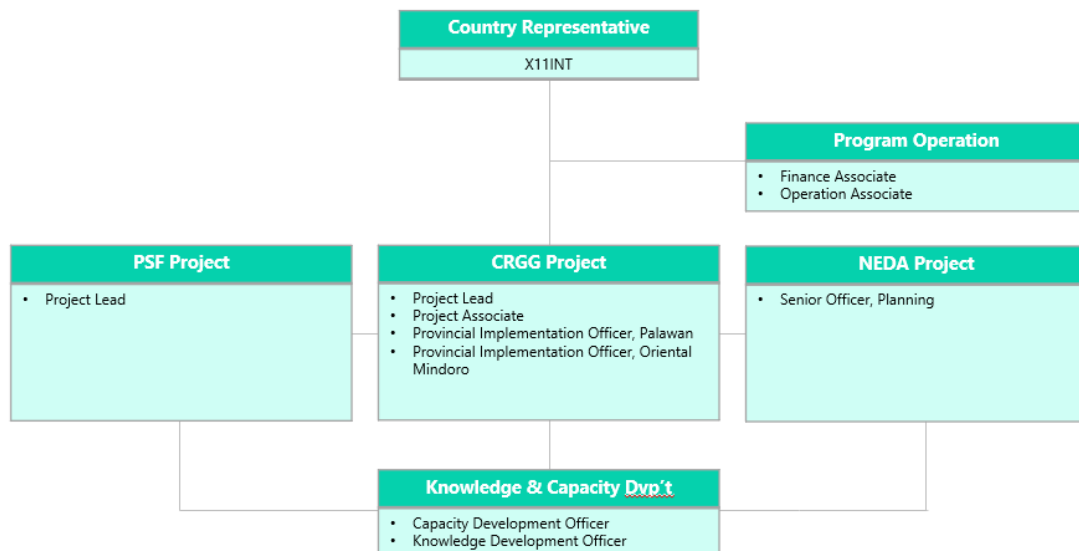 Country Representative
X11INT
Program Operation
• Finance Associate
• Operation Associate
PSF Project
• Project Lead
CRGG Project
• Project Lead
• Project Associate
• Provincial Implementation Officer, Palawan
• Provincial Implementation Officer, Oriental
Mindoro
NEDA Project
• Senior Officer, Planning
Knowledge & Capacity Dvp't
• Capacity Development Officer
• Knowledge Development Officer